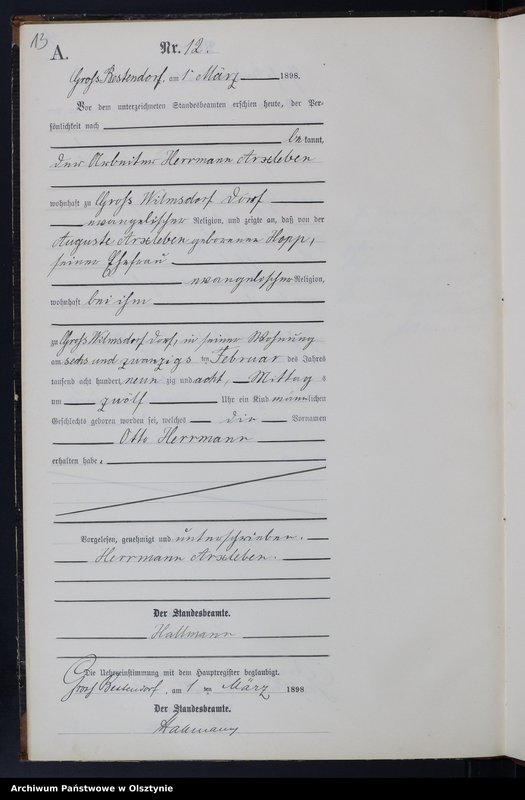 13
A.
Nr. 12.
Gross Bestendorf, am 1 März 1898.
Vor dem unterzeichneten Standesbeamten erschien heute, der Per-
sönlichkeit nach
bekannt,
der Arbeiter Herrmann Arxleben
wohnhaft zu Gross Wilmsdorf Dorf
evangelischer Religion, und zeigte an, daß von der
Auguste Arxleben geborenen Hopp,
seiner Ehefrau
evangelischer Religion,
wohnhaft bei ihm
zu Gross Wilmsdorf Dorf, in seiner Wohnung
am sechs und zwanzigsten Februar des Jahres
tausend acht hundert neunzig und acht, Mittags
um zwölf Uhr ein Kind männlichen
Geschlechts geboren worden sei, welches die Vornamen
Otto Herrmann
erhalten habe.
Vorgelesen, genehmigt und unterschrieben.
Herrmann Arxleben.
Der Standesbeamte.
Hallmann
Die Uebereinstimmung mit dem Hauptregister beglaubigt.
Gross Bestendorf, am 1 ten März 1898
Der Standesbeamte.
Hallmann
Archiwum Państwowe w Olsztynie